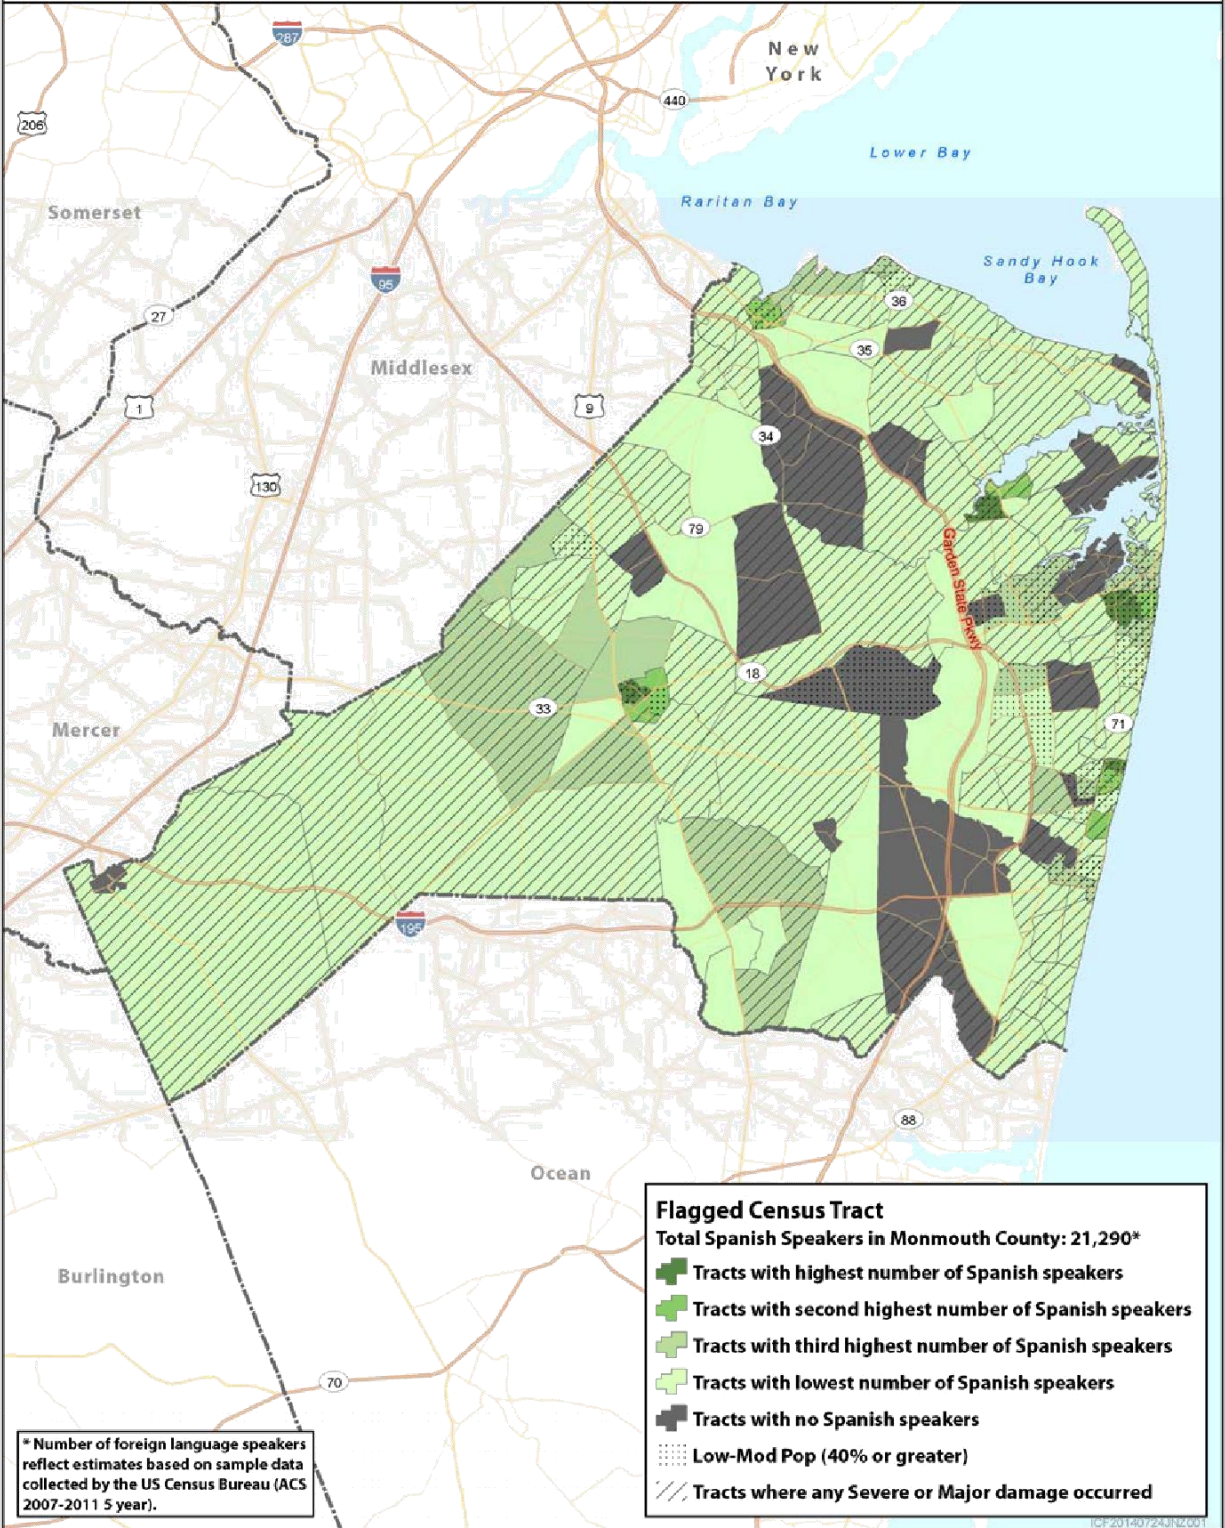 287
New
York
440
206
Lower Bay
Raritan Bay
Somerset
Sandy Hook
Bay
95
36
27
35
Middlesex
1
9
34
130
79
Garden State Pkwy
18
33
Mercer
71
195
88
Ocean
Burlington
70
Flagged Census Tract
Total Spanish Speakers in Monmouth County: 21,290*
Tracts with highest number of Spanish speakers
Tracts with second highest number of Spanish speakers
Tracts with third highest number of Spanish speakers
Tracts with lowest number of Spanish speakers
Tracts with no Spanish speakers
Low-Mod Pop (40% or greater)
Tracts where any Severe or Major damage occurred
* Number of foreign language speakers
reflect estimates based on sample data
collected by the US Census Bureau (ACS
2007-2011 5 year).
ICF20140724JNZ001